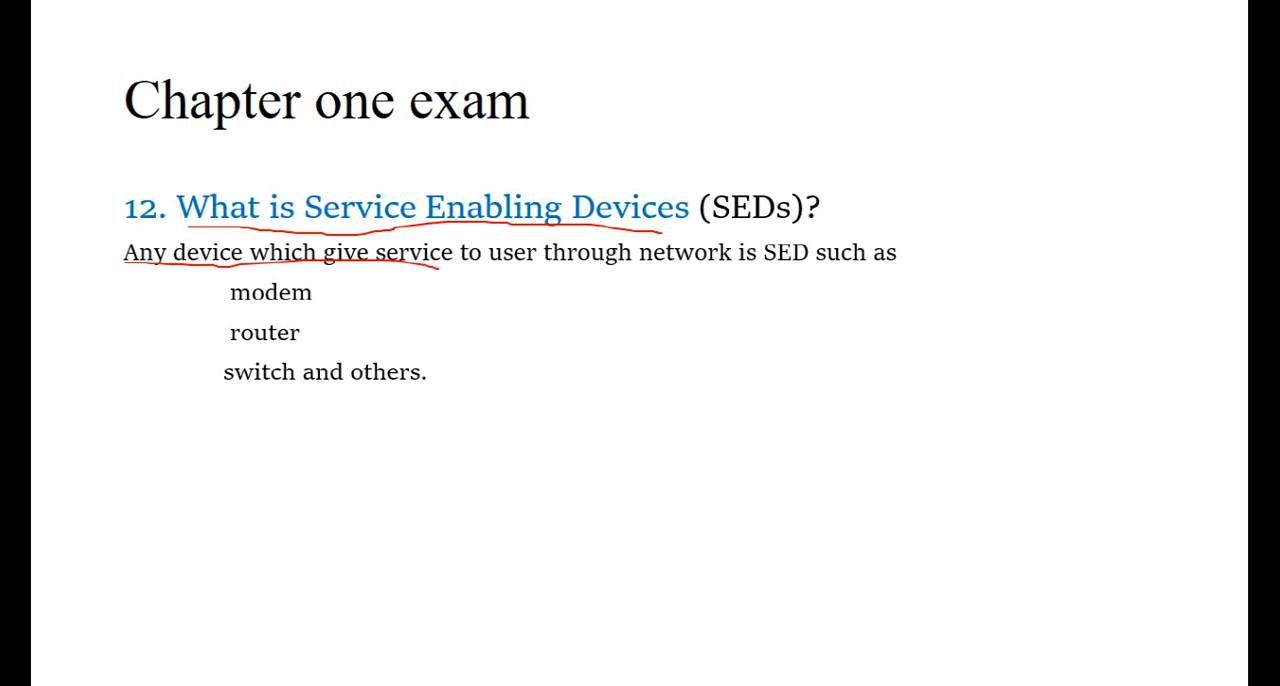 Chapter one exam
12. What is Service Enabling Devices (SEDs)?
Any device which give service to user through network is SED such as
modem
router
switch and others.